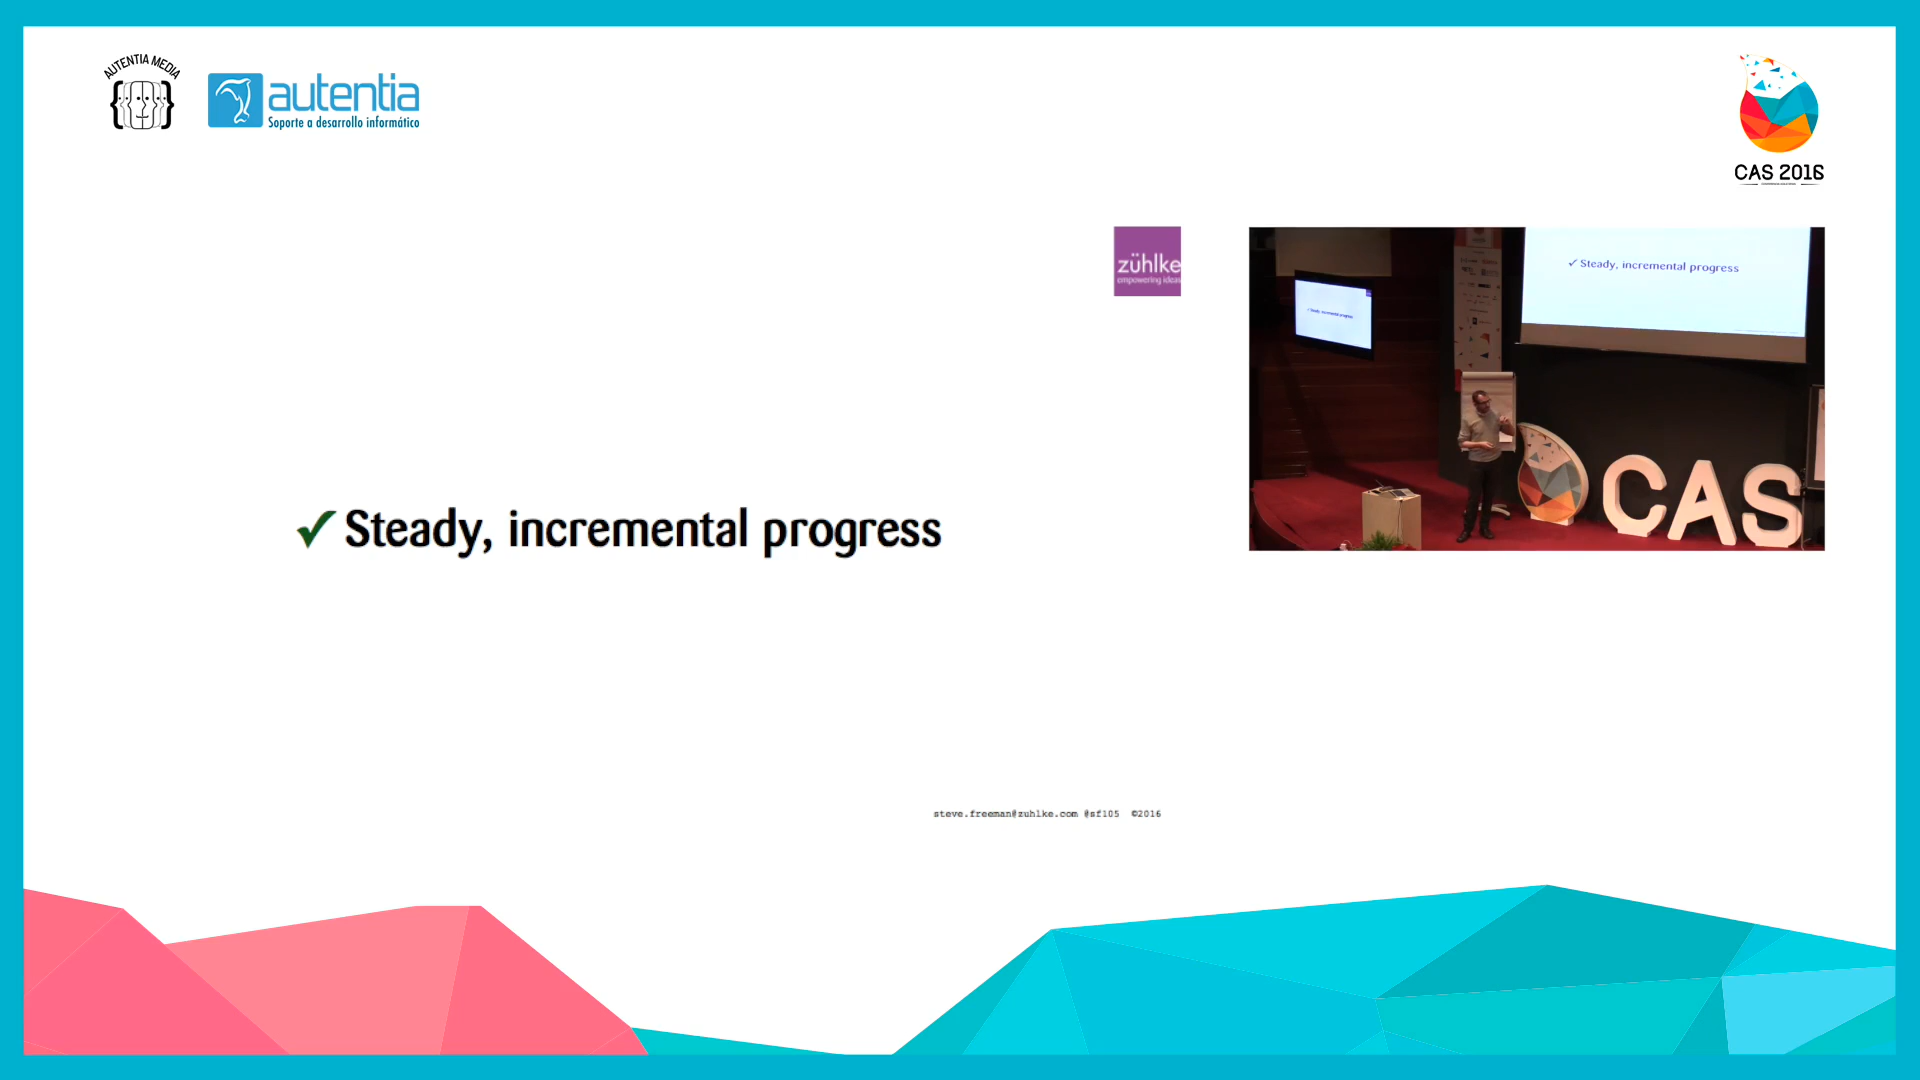 AUTENTIA MEDIA
autentia
Soporte a desarrollo informático
CAS 2016
zühlke
empowering ideas
✓ Steady, incremental progress
✓ Steady, incremental progress
CAS
steve.freeman@zuhlke.com @sf105 ©2016